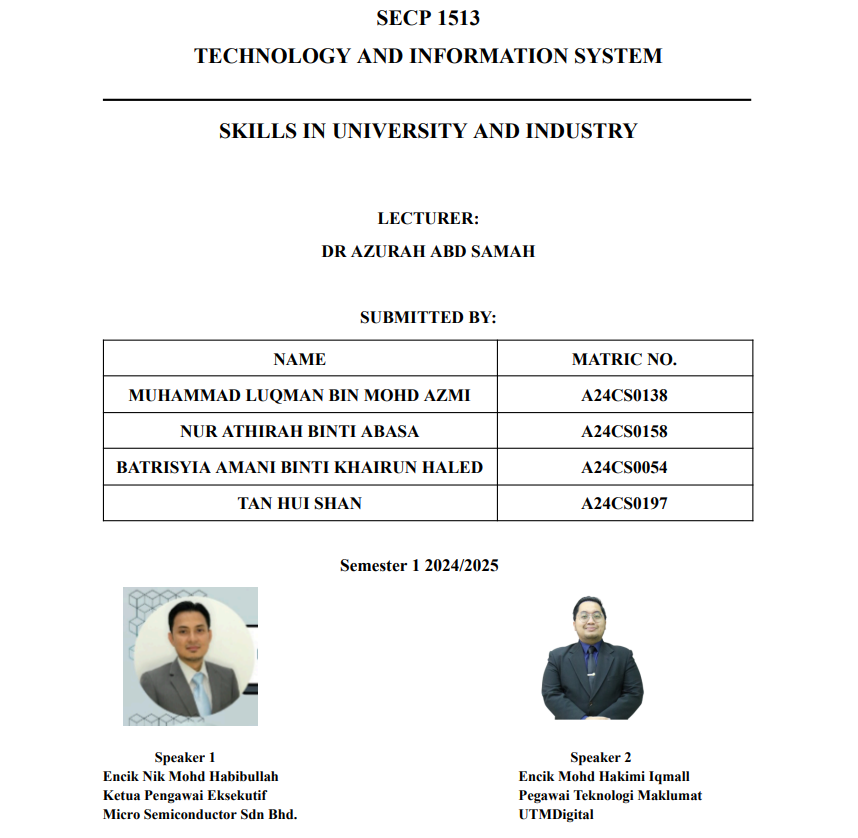 SECP 1513
TECHNOLOGY AND INFORMATION SYSTEM
SKILLS IN UNIVERSITY AND INDUSTRY
LECTURER:
DR AZURAH ABD SAMAH
SUBMITTED BY:
NAME MATRIC NO.
MUHAMMAD LUQMAN BIN MOHD AZMI A24CS0138
NUR ATHIRAH BINTI ABASA A24CS0158
BATRISYIA AMANI BINTI KHAIRUN HALED A24CS0054
TAN HUI SHAN A24CS0197
Semester 1 2024/2025
Speaker 1
Encik Nik Mohd Habibullah
Ketua Pengawai Eksekutif
Micro Semiconductor Sdn Bhd.
Speaker 2
Encik Mohd Hakimi Iqmall
Pegawai Teknologi Maklumat
UTMDigital